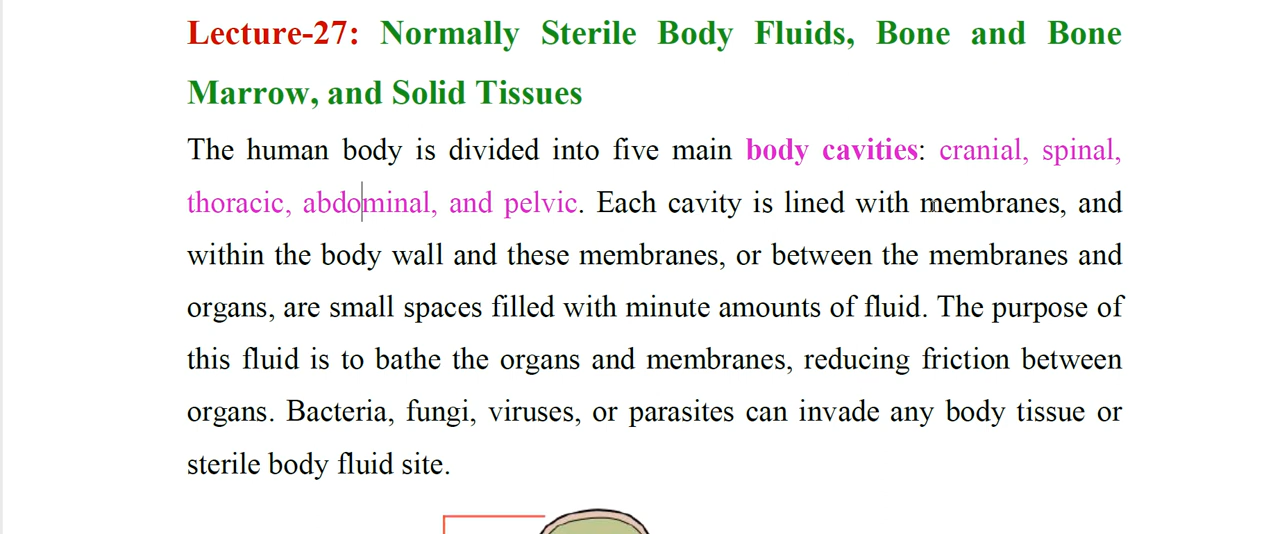 Lecture-27: Normally Sterile Body Fluids, Bone and Bone
Marrow, and Solid Tissues
The human body is divided into five main body cavities: cranial, spinal,
thoracic, abdominal, and pelvic. Each cavity is lined with membranes, and
within the body wall and these membranes, or between the membranes and
organs, are small spaces filled with minute amounts of fluid. The purpose of
this fluid is to bathe the organs and membranes, reducing friction between
organs. Bacteria, fungi, viruses, or parasites can invade any body tissue or
sterile body fluid site.